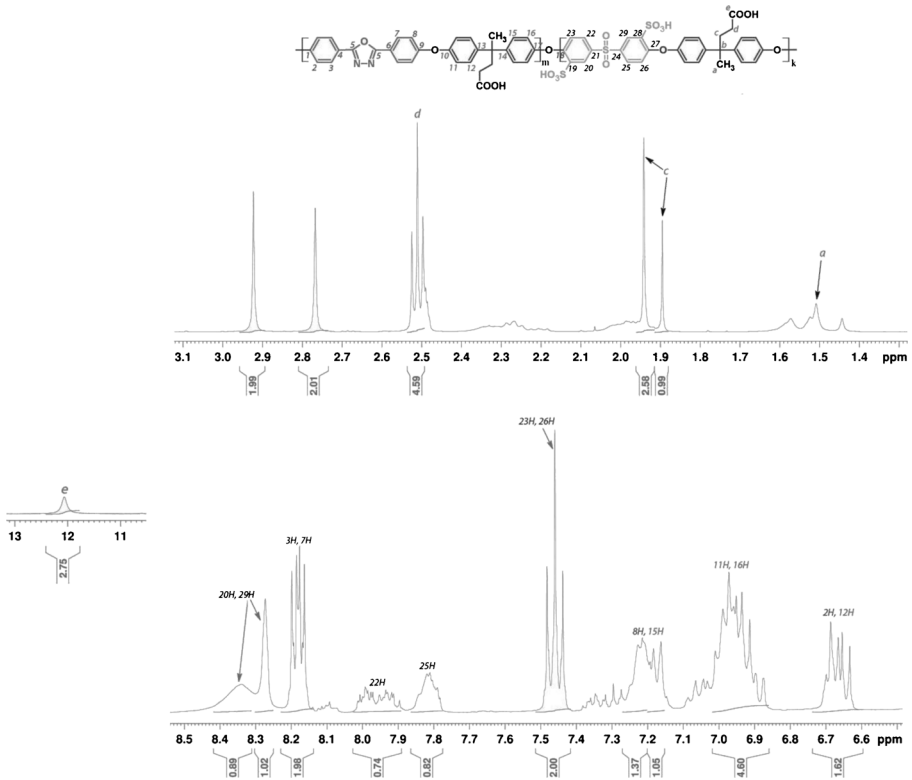 COOH
SO₃H
CH₃
O
S
N-N
m
k
HO₃S
COOH
CH₃
1 2 3 4 5 5 6 7 8 9 10 11 12 13 14 15 16 17
18 19 20 21 22 23 24 25 26 27 28 29
a b c d e
d
c
a
3.1 3.0 2.9 2.8 2.7 2.6 2.5 2.4 2.3 2.2 2.1 2.0 1.9 1.8 1.7 1.6 1.5 1.4 ppm
1.99 2.01 4.59 2.58 0.99
23H, 26H
e
13 12 11
2.75
3H, 7H
20H, 29H
22H
25H
8H, 15H
11H, 16H
2H, 12H
8.5 8.4 8.3 8.2 8.1 8.0 7.9 7.8 7.7 7.6 7.5 7.4 7.3 7.2 7.1 7.0 6.9 6.8 6.7 6.6 ppm
0.89 1.02 1.98 0.74 0.82 2.00 1.37 1.05 4.60 1.62